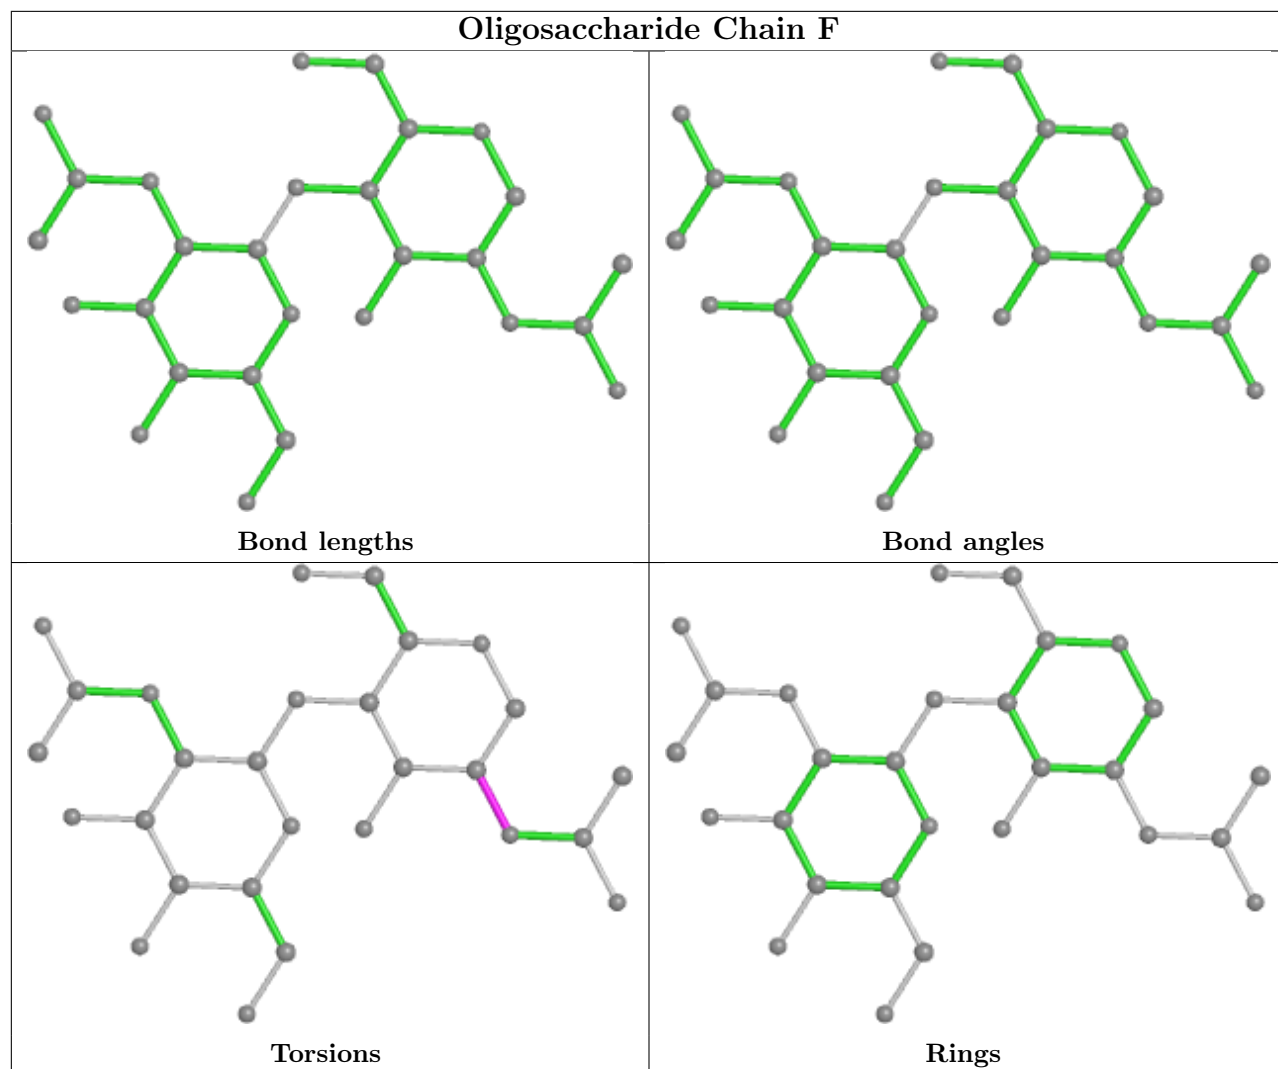 Oligosaccharide Chain F
Bond lengths
Bond angles
Torsions
Rings